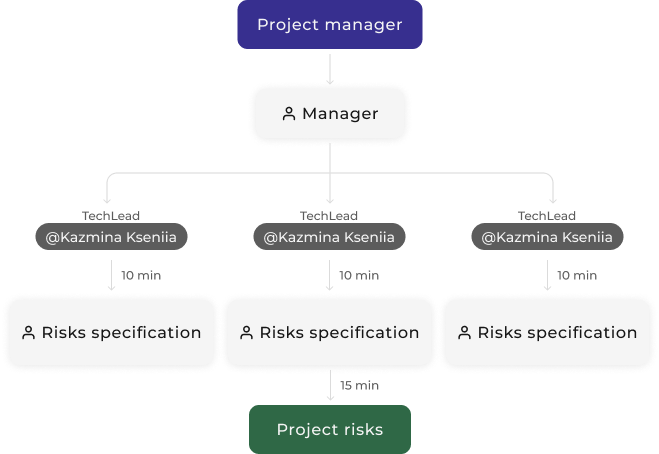 Project manager
Manager
TechLead TechLead TechLead
@Kazmina Kseniia @Kazmina Kseniia @Kazmina Kseniia
10 min 10 min 10 min
Risks specification Risks specification Risks specification
15 min
Project risks